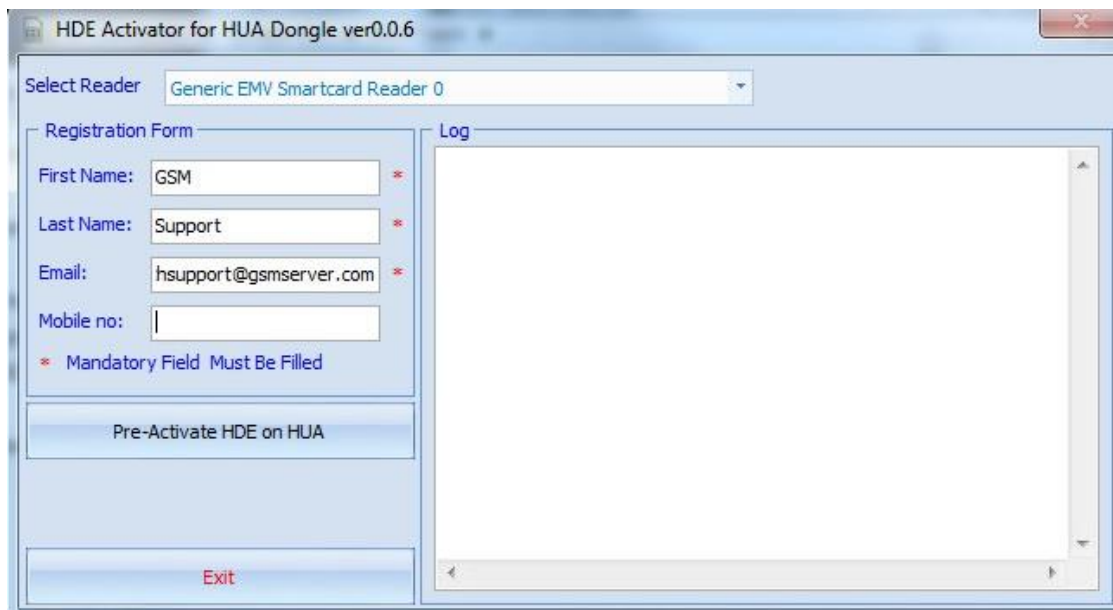 HDE Activator for HUA Dongle ver0.0.6
Select Reader Generic EMV Smartcard Reader 0
Registration Form
First Name: GSM *
Last Name: Support *
Email: hsupport@gsmserver.com *
Mobile no:
* Mandatory Field Must Be Filled
Pre-Activate HDE on HUA
Exit
Log